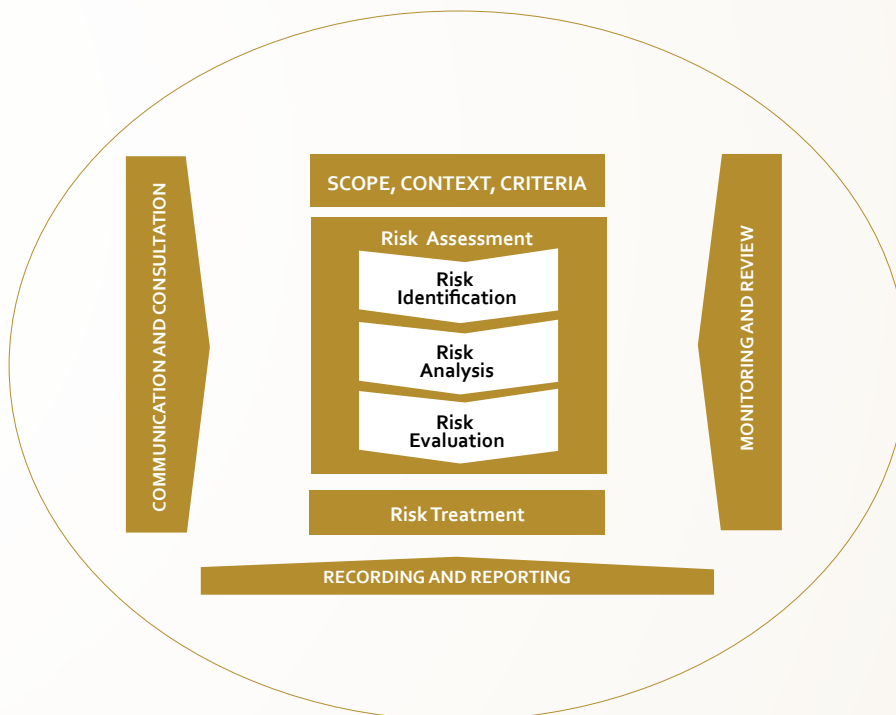 SCOPE, CONTEXT, CRITERIA
COMMUNICATION AND CONSULTATION
Risk Assessment
Risk
Identification
Risk
Analysis
Risk
Evaluation
MONITORING AND REVIEW
Risk Treatment
RECORDING AND REPORTING